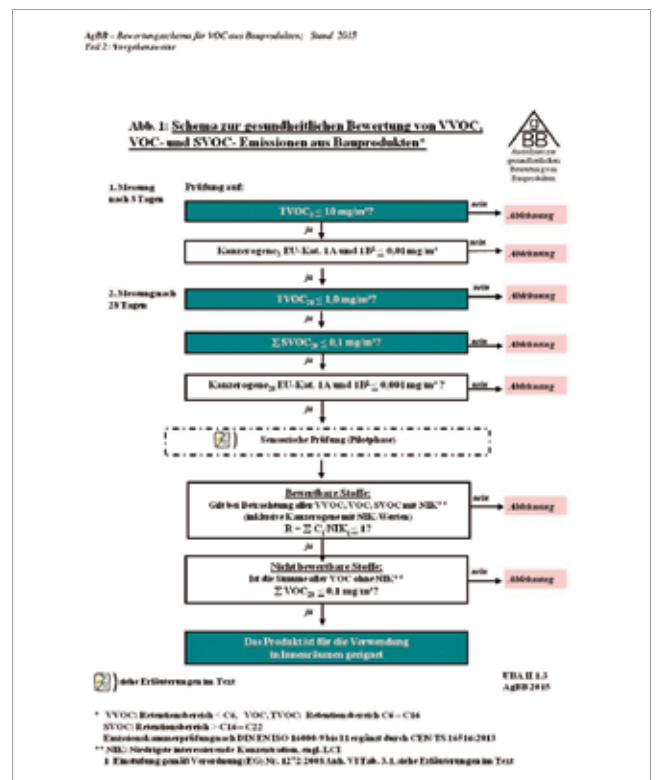 AgBB – Bewertungsschema für VOC aus Bauprodukten; Stand 2015
Teil 2: Vorgehensweise
Abb. 1: Schema zur gesundheitlichen Bewertung von VVOC,
VOC- und SVOC- Emissionen aus Bauprodukten*
g
BB
Ausschuss zur
gesundheitlichen
Bewertung von
Bauprodukten
1. Messung
nach 3 Tagen
Prüfung auf:
TVOC₃ ≤ 10 mg/m³?
nein
Ablehnung
ja
Kanzerogene₃ EU-Kat. 1A und 1B¹ ≤ 0,01 mg/m³
nein
Ablehnung
ja
2. Messung nach
28 Tagen
TVOC₂₈ ≤ 1,0 mg/m³?
nein
Ablehnung
ja
∑ SVOC₂₈ ≤ 0,1 mg/m³?
nein
Ablehnung
ja
Kanzerogene₂₈ EU-Kat. 1A und 1B¹ ≤ 0,001 mg/m³ ?
nein
Ablehnung
ja
Sensorische Prüfung (Pilotphase)
Bewertbare Stoffe:
Gilt bei Betrachtung aller VVOC, VOC, SVOC mit NIK**
(inklusive Kanzerogene mit NIK-Werten)
R = ∑ Cᵢ/NIKᵢ ≤ 1?
nein
Ablehnung
ja
Nicht bewertbare Stoffe:
Ist die Summe aller VOC ohne NIK**
∑ VOC₂₈ ≤ 0,1 mg/m³?
nein
Ablehnung
ja
Das Produkt ist für die Verwendung
in Innenräumen geeignet
) siehe Erläuterungen im Text
UBA II 1.3
AgBB 2015
* VVOC: Retentionsbereich < C6, VOC, TVOC: Retentionsbereich C6 – C16
SVOC: Retentionsbereich > C16 – C22
Emissionskammerprüfung nach DIN EN ISO 16000-9 bis 11 ergänzt durch CEN TS 16516:2013
** NIK: Niedrigste interessierende Konzentration, engl. LCI
1 Einstufung gemäß Verordnung (EG) Nr. 1272/2008 Anh. VI Tab. 3.1, siehe Erläuterungen im Text